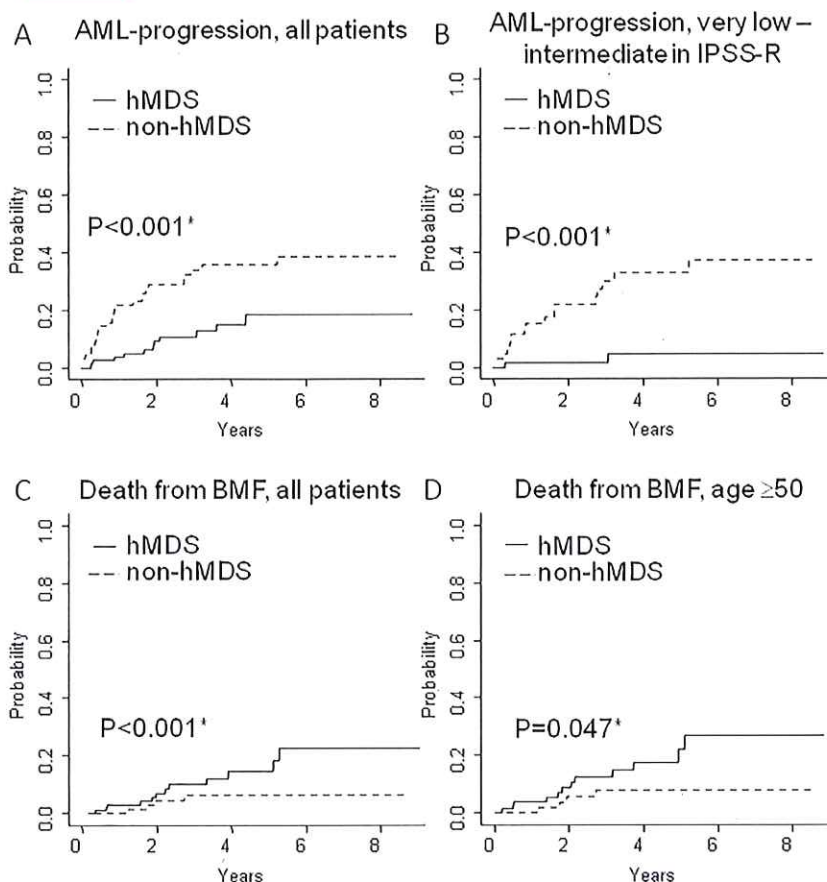 A
AML-progression, all patients
1.0
0.8
0.6
0.4
0.2
0.0
Probability
hMDS
non-hMDS
P<0.001*
0 2 4 6 8
Years
B
AML-progression, very low –
intermediate in IPSS-R
1.0
0.8
0.6
0.4
0.2
0.0
Probability
hMDS
non-hMDS
P<0.001*
0 2 4 6 8
Years
C
Death from BMF, all patients
1.0
0.8
0.6
0.4
0.2
0.0
Probability
hMDS
non-hMDS
P<0.001*
0 2 4 6 8
Years
D
Death from BMF, age ≥50
1.0
0.8
0.6
0.4
0.2
0.0
Probability
hMDS
non-hMDS
P=0.047*
0 2 4 6 8
Years